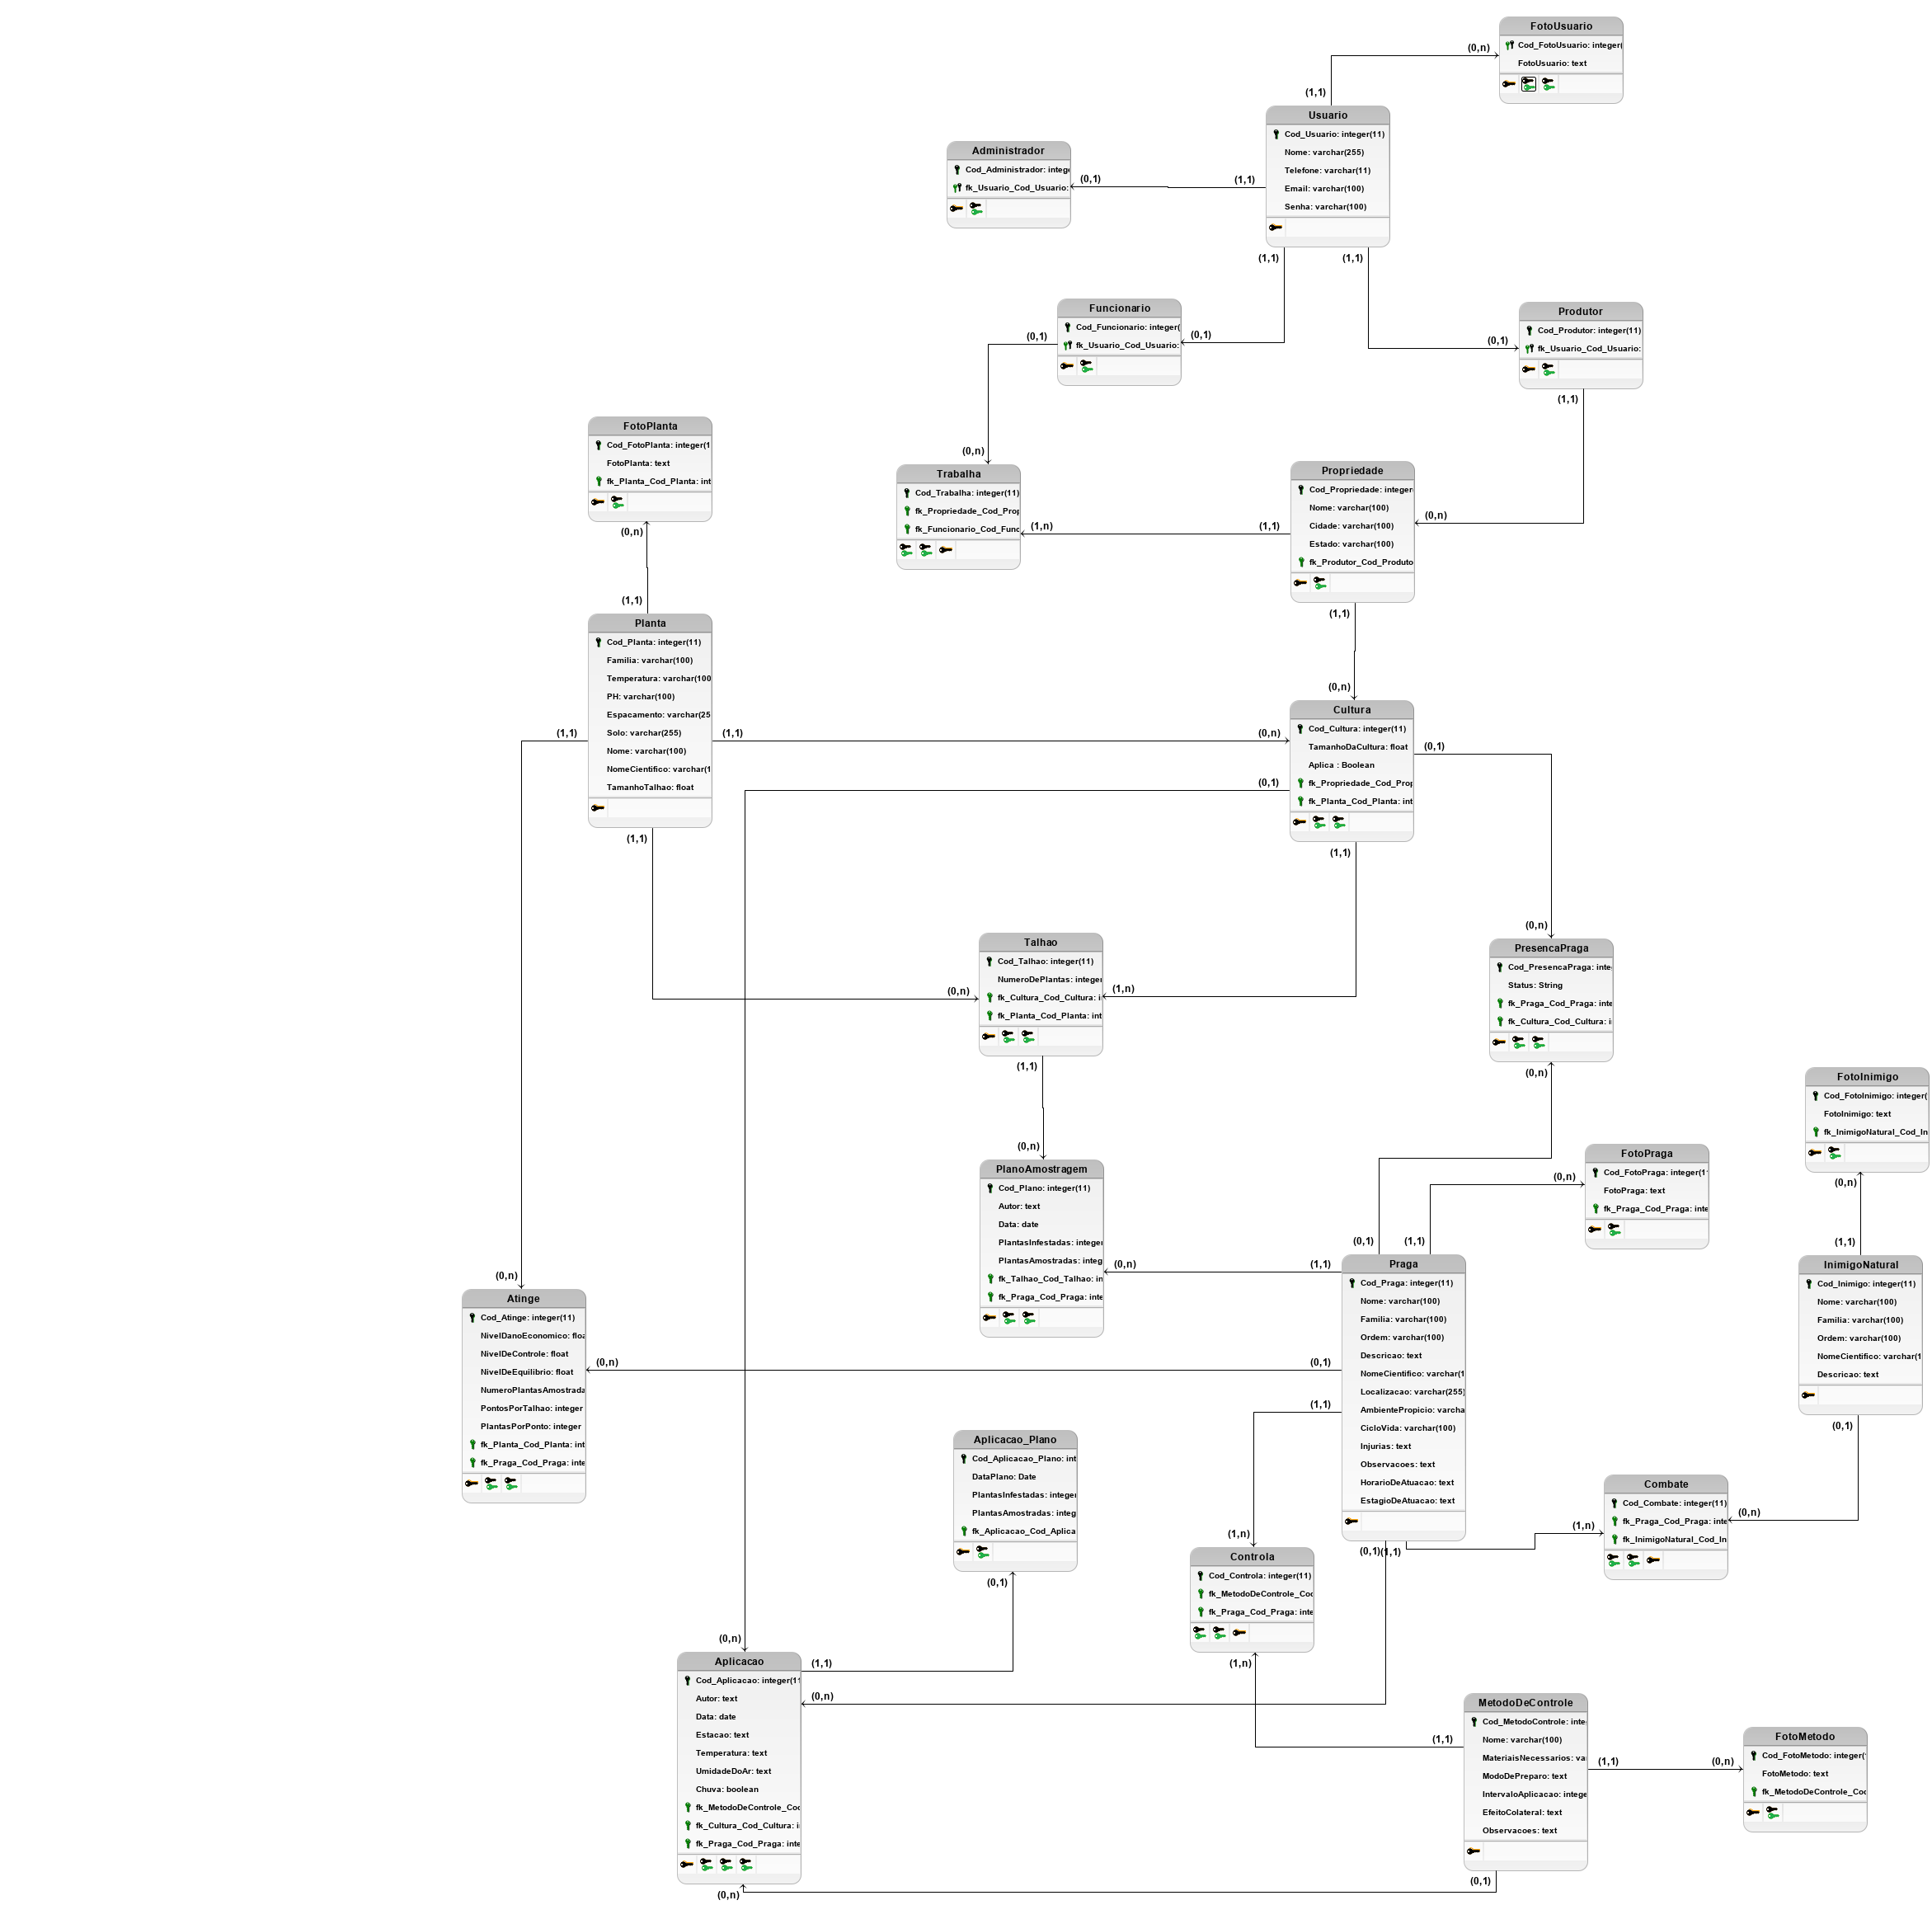 FotoUsuario
Cod_FotoUsuario: integer(
FotoUsuario: text
(0,n)
(1,1)
Usuario
Cod_Usuario: integer(11)
Nome: varchar(255)
Telefone: varchar(11)
Email: varchar(100)
Senha: varchar(100)
Administrador
Cod_Administrador: intege
fk_Usuario_Cod_Usuario:
(0,1)
(1,1)
(1,1)
(1,1)
Funcionario
Cod_Funcionario: integer(
fk_Usuario_Cod_Usuario:
(0,1)
(0,1)
Produtor
Cod_Produtor: integer(11)
fk_Usuario_Cod_Usuario:
(0,1)
(1,1)
FotoPlanta
Cod_FotoPlanta: integer(1
FotoPlanta: text
fk_Planta_Cod_Planta: int
(0,n)
(1,1)
(0,n)
Trabalha
Cod_Trabalha: integer(11)
fk_Propriedade_Cod_Prop
fk_Funcionario_Cod_Func
(1,n)
(1,1)
Propriedade
Cod_Propriedade: integer
Nome: varchar(100)
Cidade: varchar(100)
Estado: varchar(100)
fk_Produtor_Cod_Produto
(0,n)
(1,1)
(0,n)
Planta
Cod_Planta: integer(11)
Familia: varchar(100)
Temperatura: varchar(100
PH: varchar(100)
Espacamento: varchar(25
Solo: varchar(255)
Nome: varchar(100)
NomeCientifico: varchar(1
TamanhoTalhao: float
(1,1)
(1,1)
(1,1)
(0,n)
Cultura
Cod_Cultura: integer(11)
TamanhoDaCultura: float
Aplica : Boolean
fk_Propriedade_Cod_Prop
fk_Planta_Cod_Planta: int
(0,1)
(0,1)
(1,1)
Talhao
Cod_Talhao: integer(11)
NumeroDePlantas: integer
fk_Cultura_Cod_Cultura: i
fk_Planta_Cod_Planta: int
(0,n)
(1,n)
(1,1)
(0,n)
PresencaPraga
Cod_PresencaPraga: inte
Status: String
fk_Praga_Cod_Praga: inte
fk_Cultura_Cod_Cultura: i
(0,n)
FotoInimigo
Cod_FotoInimigo: integer(
FotoInimigo: text
fk_InimigoNatural_Cod_In
(0,n)
(1,1)
FotoPraga
Cod_FotoPraga: integer(11
FotoPraga: text
fk_Praga_Cod_Praga: inte
(0,n)
(0,1)
(1,1)
(0,n)
PlanoAmostragem
Cod_Plano: integer(11)
Autor: text
Data: date
PlantasInfestadas: integer
PlantasAmostradas: integ
fk_Talhao_Cod_Talhao: in
fk_Praga_Cod_Praga: inte
(0,n)
(1,1)
Praga
Cod_Praga: integer(11)
Nome: varchar(100)
Familia: varchar(100)
Ordem: varchar(100)
Descricao: text
NomeCientifico: varchar(1
Localizacao: varchar(255)
AmbientePropicio: varcha
CicloVida: varchar(100)
Injurias: text
Observacoes: text
HorarioDeAtuacao: text
EstagioDeAtuacao: text
(0,1)
(1,1)
(0,1)
(1,1)
InimigoNatural
Cod_Inimigo: integer(11)
Nome: varchar(100)
Familia: varchar(100)
Ordem: varchar(100)
NomeCientifico: varchar(1
Descricao: text
(0,1)
(0,n)
Atinge
Cod_Atinge: integer(11)
NivelDanoEconomico: floa
NivelDeControle: float
NivelDeEquilibrio: float
NumeroPlantasAmostrada
PontosPorTalhao: integer
PlantasPorPonto: integer
fk_Planta_Cod_Planta: int
fk_Praga_Cod_Praga: inte
(0,n)
Aplicacao_Plano
Cod_Aplicacao_Plano: int
DataPlano: Date
PlantasInfestadas: integer
PlantasAmostradas: integ
fk_Aplicacao_Cod_Aplica
(0,1)
(1,n)
Controla
Cod_Controla: integer(11)
fk_MetodoDeControle_Cod
fk_Praga_Cod_Praga: inte
(1,n)
Combate
Cod_Combate: integer(11)
fk_Praga_Cod_Praga: inte
fk_InimigoNatural_Cod_In
(1,n)
(0,n)
(0,n)
Aplicacao
Cod_Aplicacao: integer(11
Autor: text
Data: date
Estacao: text
Temperatura: text
UmidadeDoAr: text
Chuva: boolean
fk_MetodoDeControle_Cod
fk_Cultura_Cod_Cultura: i
fk_Praga_Cod_Praga: inte
(1,1)
(0,n)
(0,n)
MetodoDeControle
Cod_MetodoControle: inte
Nome: varchar(100)
MateriaisNecessarios: va
ModoDePreparo: text
IntervaloAplicacao: intege
EfeitoColateral: text
Observacoes: text
(1,1)
(1,1)
(0,1)
FotoMetodo
Cod_FotoMetodo: integer(
FotoMetodo: text
fk_MetodoDeControle_Cod
(0,n)